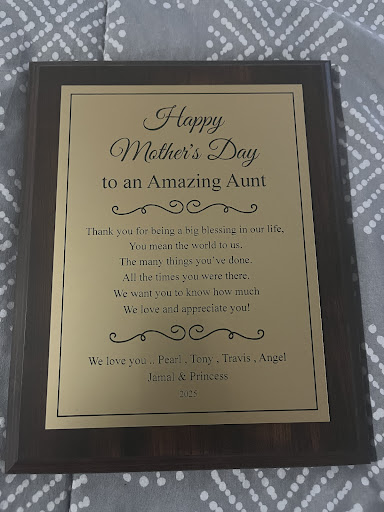 Happy
Mother's Day
to an Amazing Aunt
Thank you for being a big blessing in our life,
You mean the world to us.
The many things you've done.
All the times you were there.
We want you to know how much
We love and appreciate you!
We love you .. Pearl , Tony , Travis , Angel
Jamal & Princess
2025